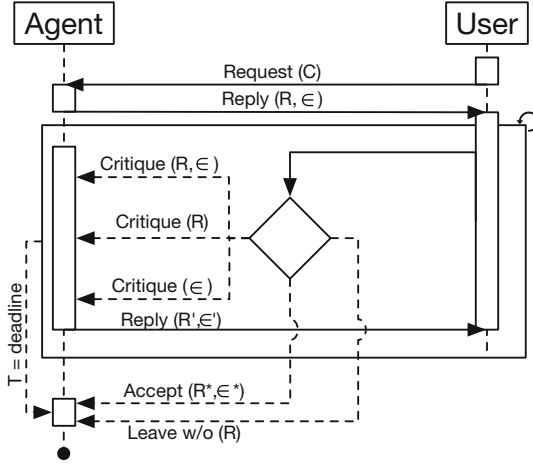 Agent
User
Request (C)
Reply (R, ∈)
Critique (R, ∈)
Critique (R)
Critique (∈)
Reply (R',∈')
T = deadline
Accept (R*,∈*)
Leave w/o (R)